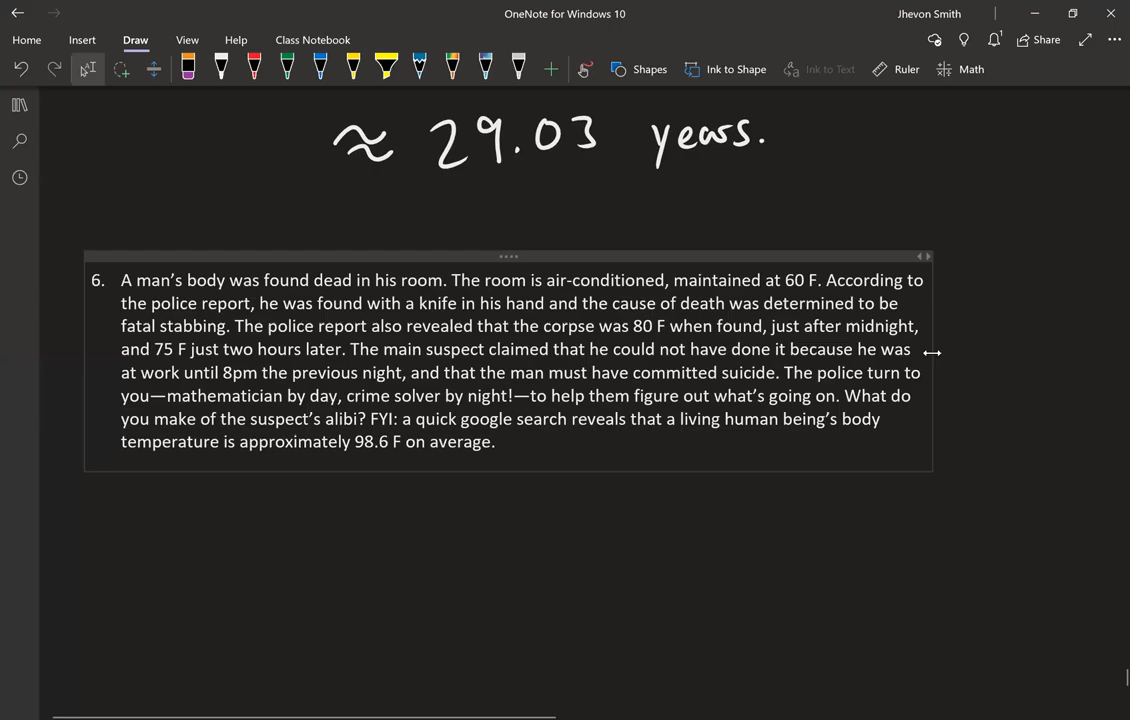 OneNote for Windows 10
Jhevon Smith
Home Insert Draw View Help Class Notebook
Shapes Ink to Shape Ink to Text Ruler Math Share
≈ 29.03 years.
6. A man’s body was found dead in his room. The room is air-conditioned, maintained at 60 F. According to
the police report, he was found with a knife in his hand and the cause of death was determined to be
fatal stabbing. The police report also revealed that the corpse was 80 F when found, just after midnight,
and 75 F just two hours later. The main suspect claimed that he could not have done it because he was
at work until 8pm the previous night, and that the man must have committed suicide. The police turn to
you—mathematician by day, crime solver by night!—to help them figure out what’s going on. What do
you make of the suspect’s alibi? FYI: a quick google search reveals that a living human being’s body
temperature is approximately 98.6 F on average.